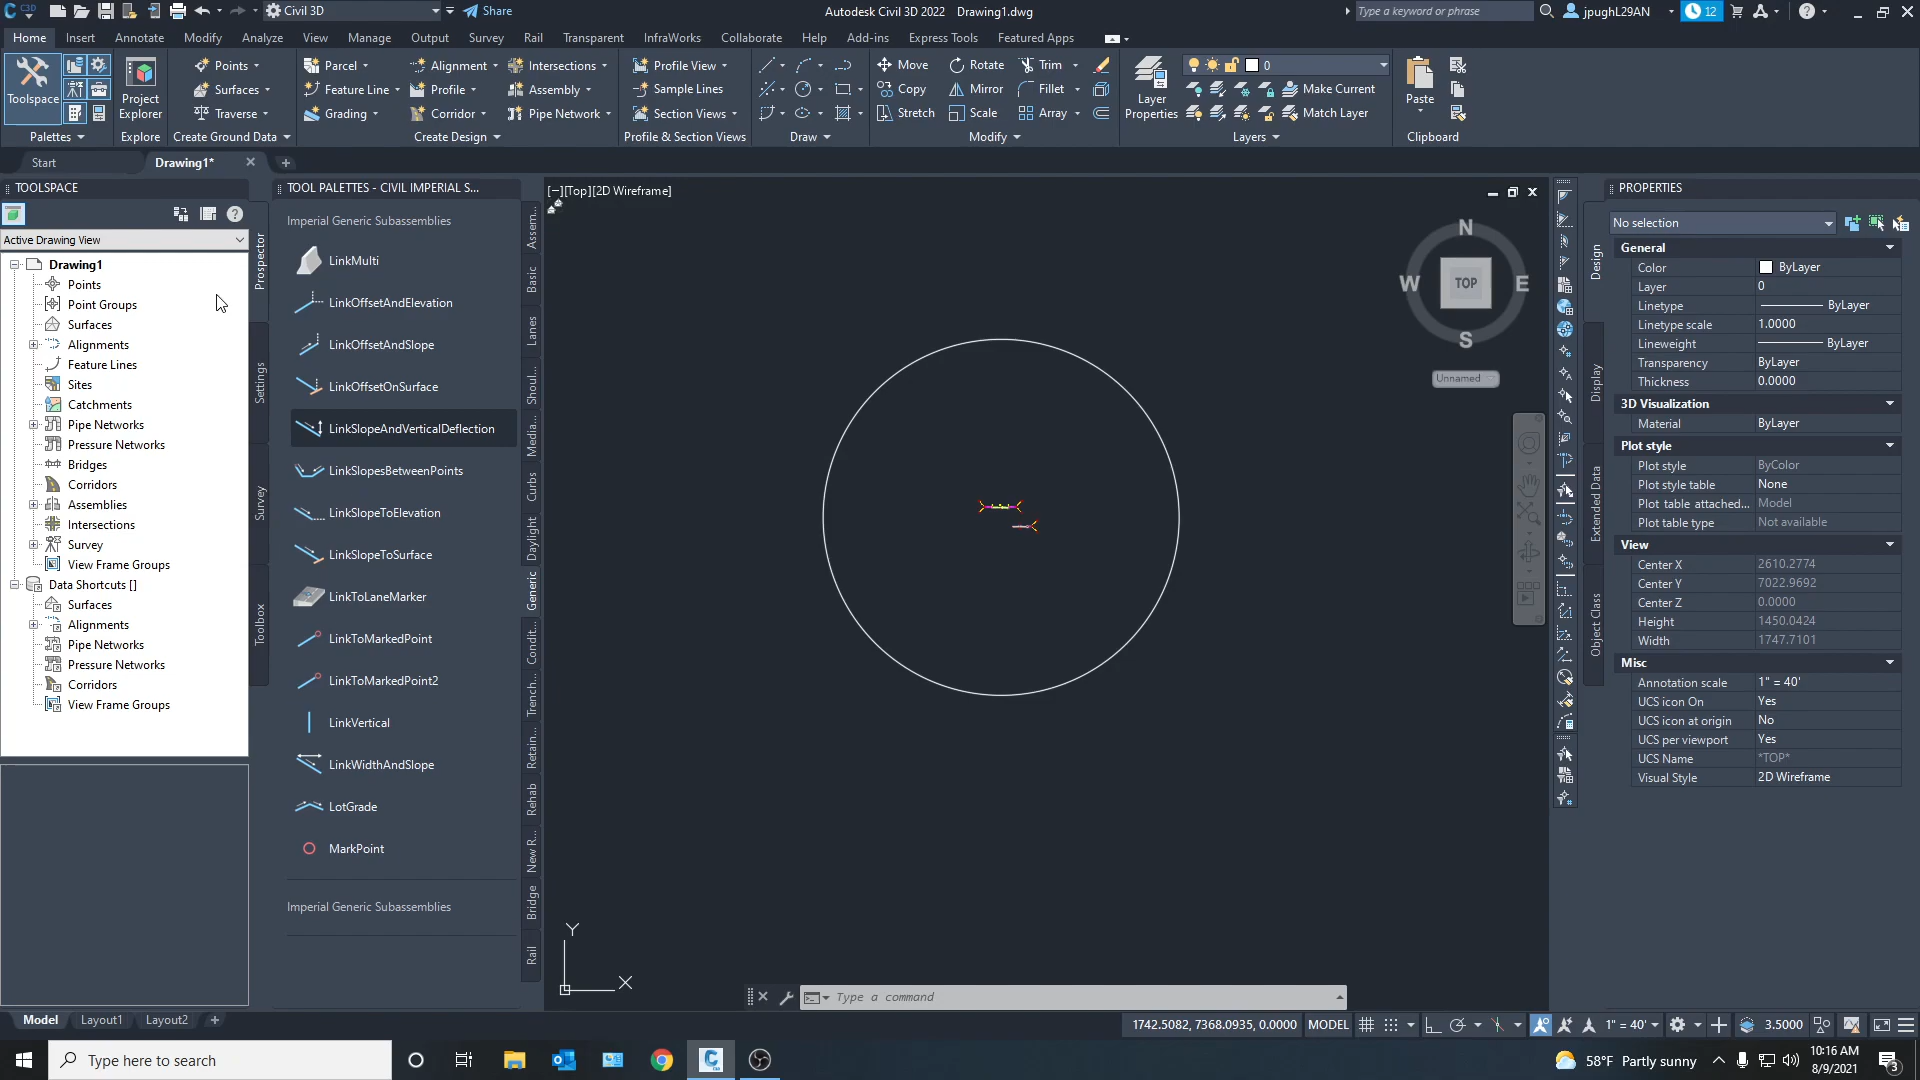 C3D
Civil 3D
Share
Autodesk Civil 3D 2022 Drawing1.dwg
Type a keyword or phrase
jpughL29AN
12
Home Insert Annotate Modify Analyze View Manage Output Survey Rail Transparent InfraWorks Collaborate Help Add-ins Express Tools Featured Apps
Toolspace
Palettes
Project Explorer
Explore
Points
Surfaces
Traverse
Create Ground Data
Parcel
Feature Line
Grading
Alignment
Profile
Corridor
Intersections
Assembly
Pipe Network
Create Design
Profile View
Sample Lines
Section Views
Profile & Section Views
Draw
Move
Copy
Stretch
Rotate
Mirror
Scale
Trim
Fillet
Array
Modify
Layer Properties
0
Make Current
Match Layer
Layers
Paste
Clipboard
Start
Drawing1*
TOOLSPACE
Active Drawing View
Drawing1
Points
Point Groups
Surfaces
Alignments
Feature Lines
Sites
Catchments
Pipe Networks
Pressure Networks
Bridges
Corridors
Assemblies
Intersections
Survey
View Frame Groups
Data Shortcuts []
Surfaces
Alignments
Pipe Networks
Pressure Networks
Corridors
View Frame Groups
Prospector
Settings
Survey
Toolbox
TOOL PALETTES - CIVIL IMPERIAL S...
Imperial Generic Subassemblies
LinkMulti
LinkOffsetAndElevation
LinkOffsetAndSlope
LinkOffsetOnSurface
LinkSlopeAndVerticalDeflection
LinkSlopesBetweenPoints
LinkSlopeToElevation
LinkSlopeToSurface
LinkToLaneMarker
LinkToMarkedPoint
LinkToMarkedPoint2
LinkVertical
LinkWidthAndSlope
LotGrade
MarkPoint
Imperial Generic Subassemblies
Assem...
Basic
Lanes
Shoul...
Media...
Curbs
Daylight
Generic
Condit...
Trench...
Retain...
Rehab
New R...
Bridge
Rail
[−][Top][2D Wireframe]
N
W TOP E
S
Unnamed
Y
X
Type a command
PROPERTIES
No selection
Design
Display
Extended Data
Object Class
General
Color ByLayer
Layer 0
Linetype ByLayer
Linetype scale 1.0000
Lineweight ByLayer
Transparency ByLayer
Thickness 0.0000
3D Visualization
Material ByLayer
Plot style
Plot style ByColor
Plot style table None
Plot table attached... Model
Plot table type Not available
View
Center X 2610.2774
Center Y 7022.9692
Center Z 0.0000
Height 1450.0424
Width 1747.7101
Misc
Annotation scale 1" = 40'
UCS icon On Yes
UCS icon at origin No
UCS per viewport Yes
UCS Name *TOP*
Visual Style 2D Wireframe
Model Layout1 Layout2
1742.5082, 7368.0935, 0.0000 MODEL 1" = 40' 3.5000
Type here to search
58°F Partly sunny
10:16 AM
8/9/2021
3